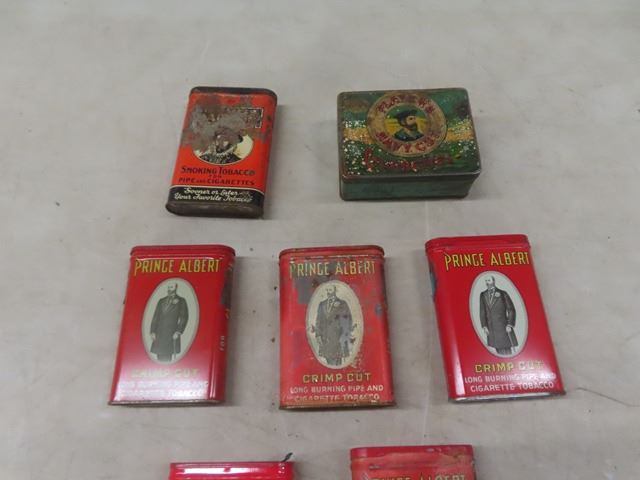 SMOKING TOBACCO
FOR
PIPE AND CIGARETTES
Sooner or Later
Your Favorite Tobacco
PLAYER'S
NAVY CUT
PRINCE ALBERT
CRIMP CUT
LONG BURNING PIPE AND
CIGARETTE TOBACCO
PRINCE ALBERT
CRIMP CUT
LONG BURNING PIPE AND
CIGARETTE TOBACCO
PRINCE ALBERT
CRIMP CUT
LONG BURNING PIPE AND
CIGARETTE TOBACCO
ALBERT